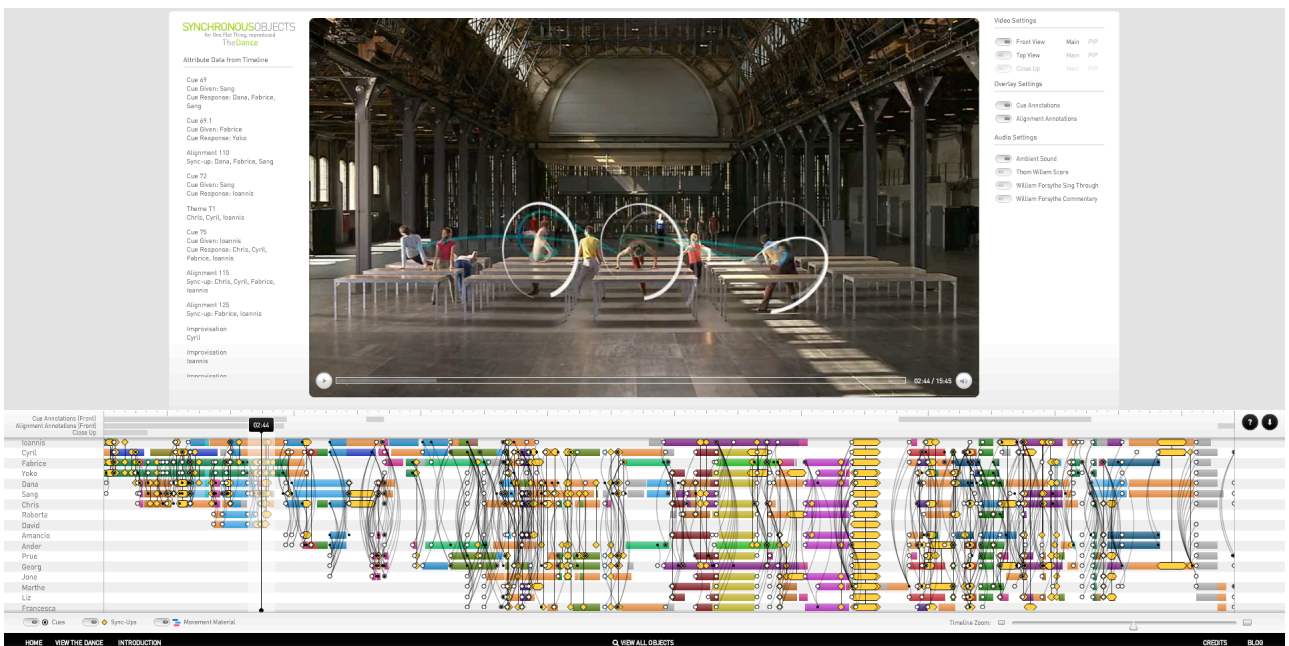 SYNCHRONOUSOBJECTS
for One Flat Thing, reproduced
TheDance
Attribute Data from Timeline
Cue 69
Cue Given: Sang
Cue Response: Dana, Fabrice,
Sang
Cue 69.1
Cue Given: Fabrice
Cue Response: Yoko
Alignment 110
Sync-up: Dana, Fabrice, Sang
Cue 72
Cue Given: Sang
Cue Response: Ioannis
Theme T1
Chris, Cyril, Ioannis
Cue 75
Cue Given: Ioannis
Cue Response: Chris, Cyril,
Fabrice, Ioannis
Alignment 115
Sync-up: Chris, Cyril, Fabrice,
Ioannis
Alignment 125
Sync-up: Fabrice, Ioannis
Improvisation
Cyril
Improvisation
Ioannis
Improvisation
02:44 / 15:45
Video Settings
Front View Main PIP
Top View Main PIP
Close Up Main PIP
Overlay Settings
Cue Annotations
Alignment Annotations
Audio Settings
Ambient Sound
Thom Willem Score
William Forsythe Sing Through
William Forsythe Commentary
Cue Annotations (Front)
Alignment Annotations (Front)
Close Up
02:44
?
Ioannis
Cyril
Fabrice
Yoko
Dana
Sang
Chris
Roberta
David
Amancio
Ander
Prue
Georg
Jone
Marthe
Liz
Francesca
Cues Sync-Ups Movement Material
Timeline Zoom:
HOME VIEW THE DANCE INTRODUCTION VIEW ALL OBJECTS CREDITS BLOG